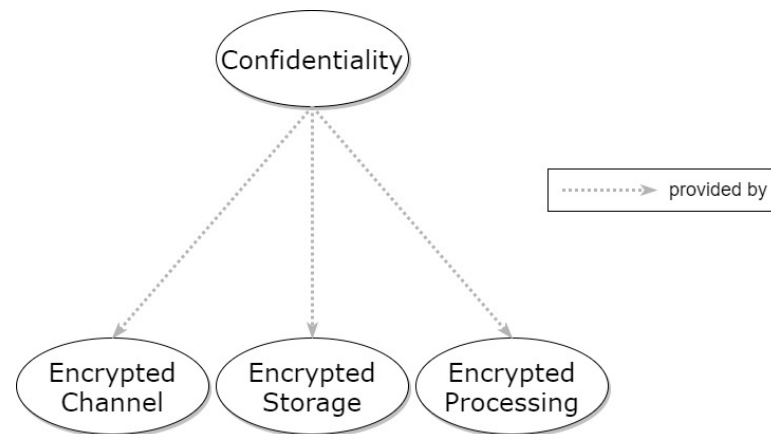 Confidentiality
provided by
Encrypted
Channel
Encrypted
Storage
Encrypted
Processing